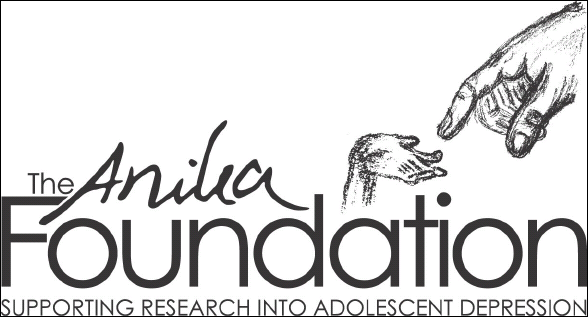 The Anika
Foundation
SUPPORTING RESEARCH INTO ADOLESCENT DEPRESSION